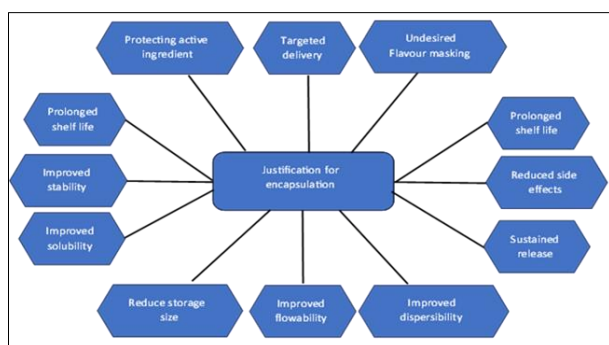 Protecting active
ingredient
Targeted
delivery
Undesired
Flavour masking
Prolonged
shelf life
Prolonged
shelf life
Improved
stability
Justification for
encapsulation
Reduced side
effects
Improved
solubility
Sustained
release
Reduce storage
size
Improved
flowability
Improved
dispersibility